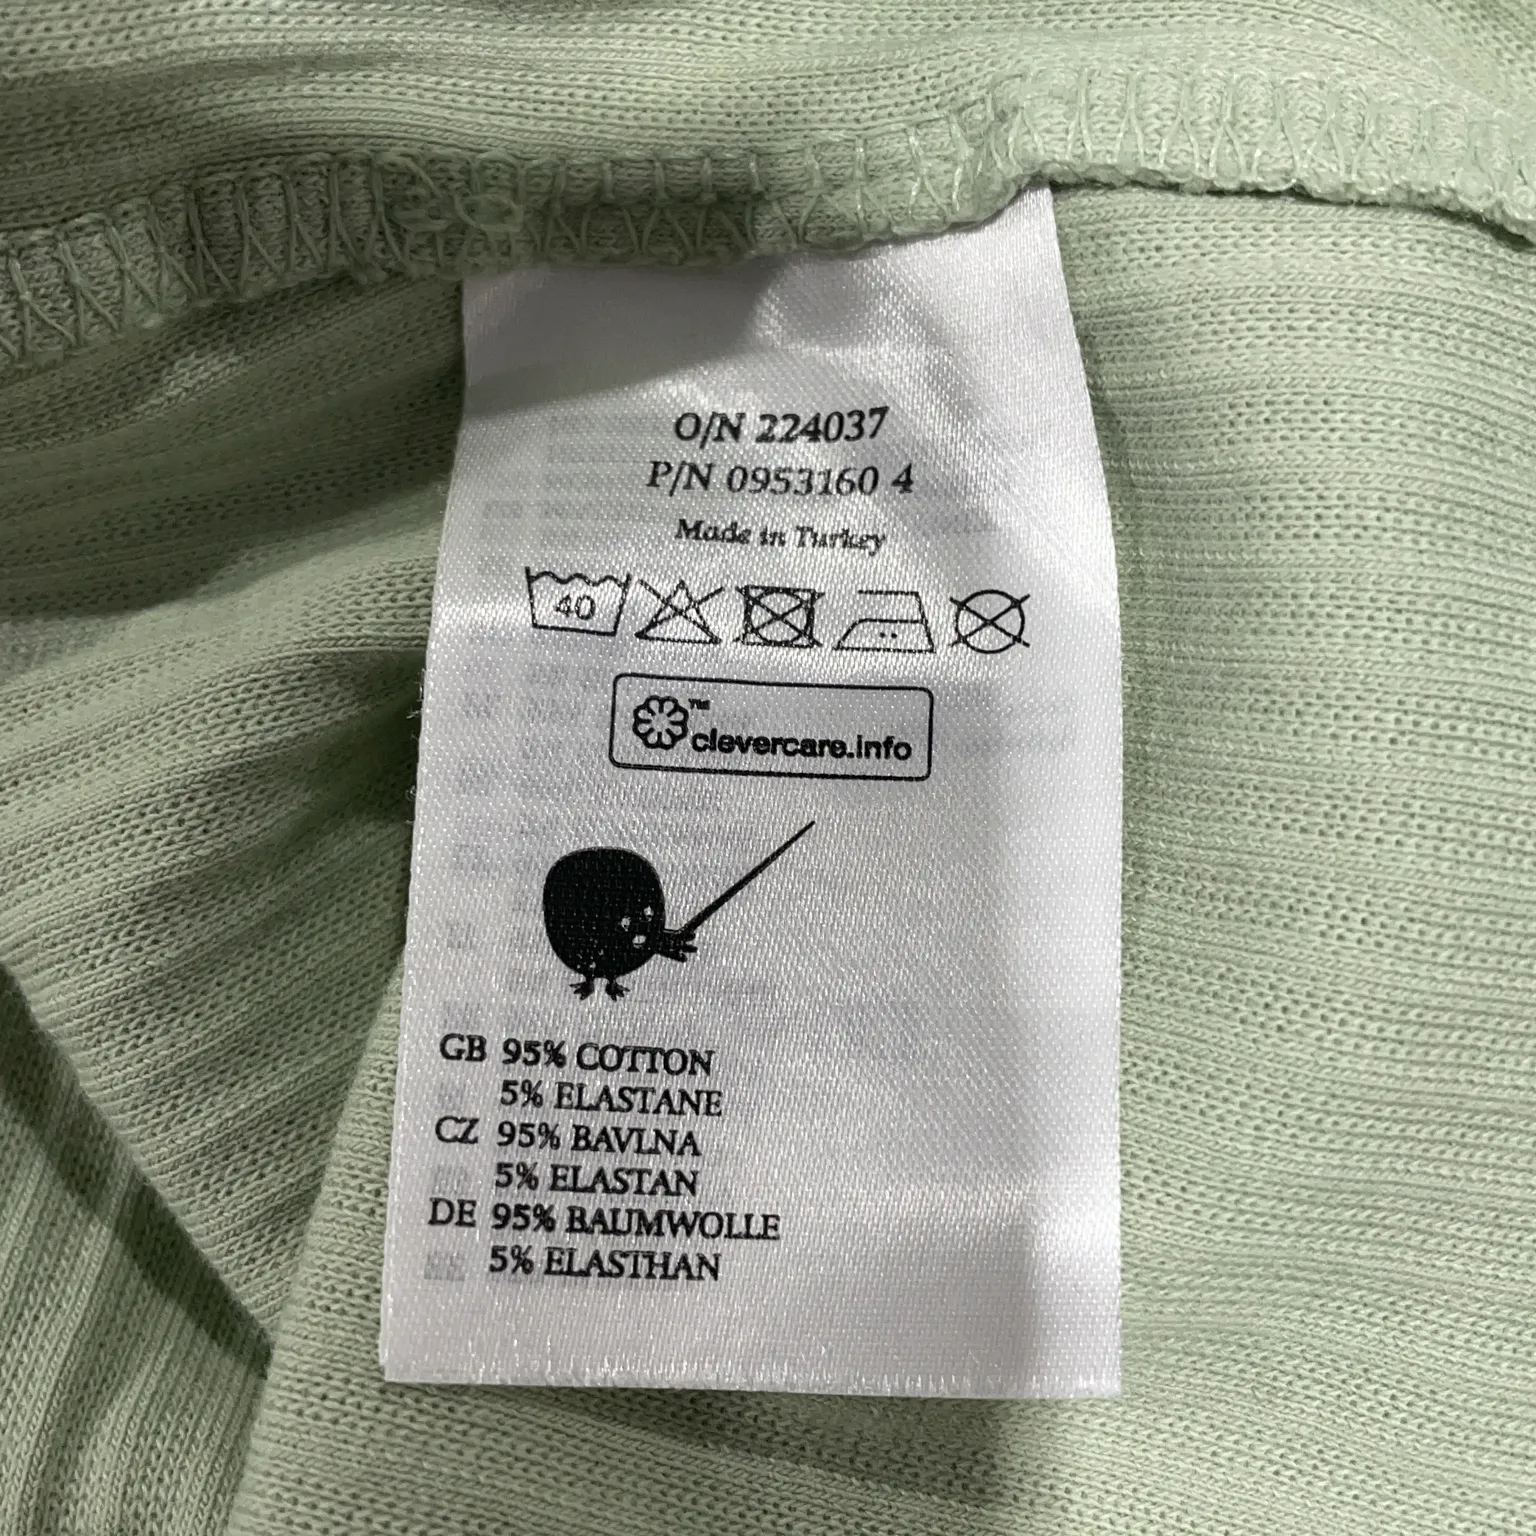 O/N 224037
P/N 0953160 4
Made in Turkey
40
™
clevercare.info
GB 95% COTTON
5% ELASTANE
CZ 95% BAVLNA
5% ELASTAN
DE 95% BAUMWOLLE
5% ELASTHAN